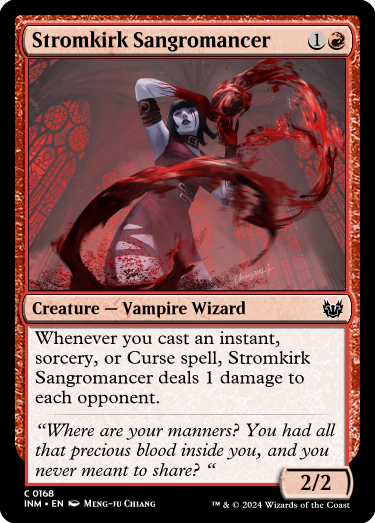 Stromkirk Sangromancer 1
Creature — Vampire Wizard
Whenever you cast an instant,
sorcery, or Curse spell, Stromkirk
Sangromancer deals 1 damage to
each opponent.
“Where are your manners? You had all
that precious blood inside you, and you
never meant to share? “
2/2
C 0168
INM • EN Meng-tu Chiang
™ & © 2024 Wizards of the Coast